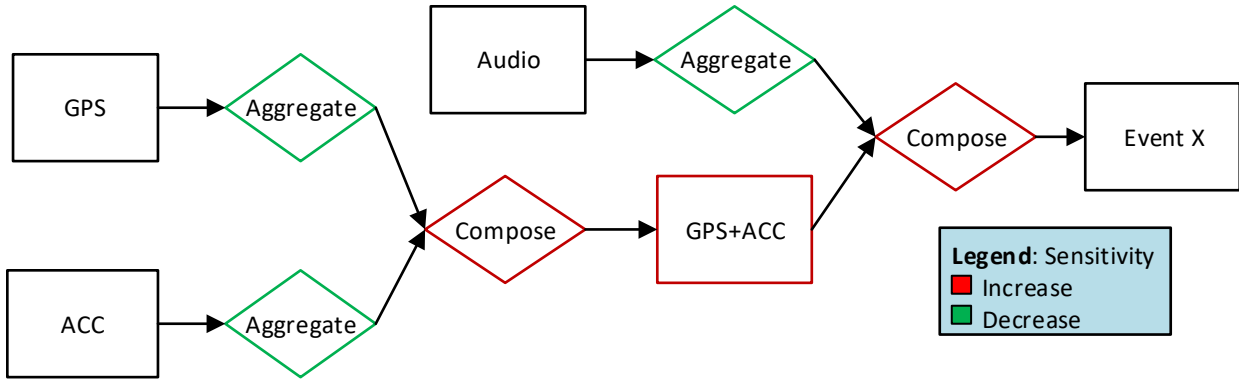 Audio
Aggregate
GPS
Aggregate
Compose
Event X
Compose
GPS+ACC
ACC
Aggregate
Legend: Sensitivity
Increase
Decrease